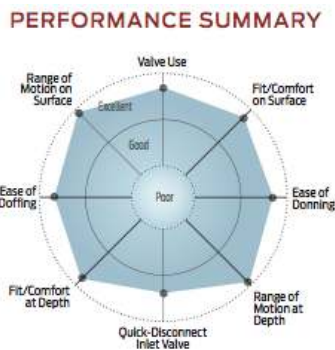 PERFORMANCE SUMMARY
Valve Use
Range of
Motion on
Surface
Fit/Comfort
on Surface
Excellent
Good
Ease of
Doffing
Poor
Ease of
Donning
Fit/Comfort
at Depth
Range of
Motion at
Depth
Quick-Disconnect
Inlet Valve